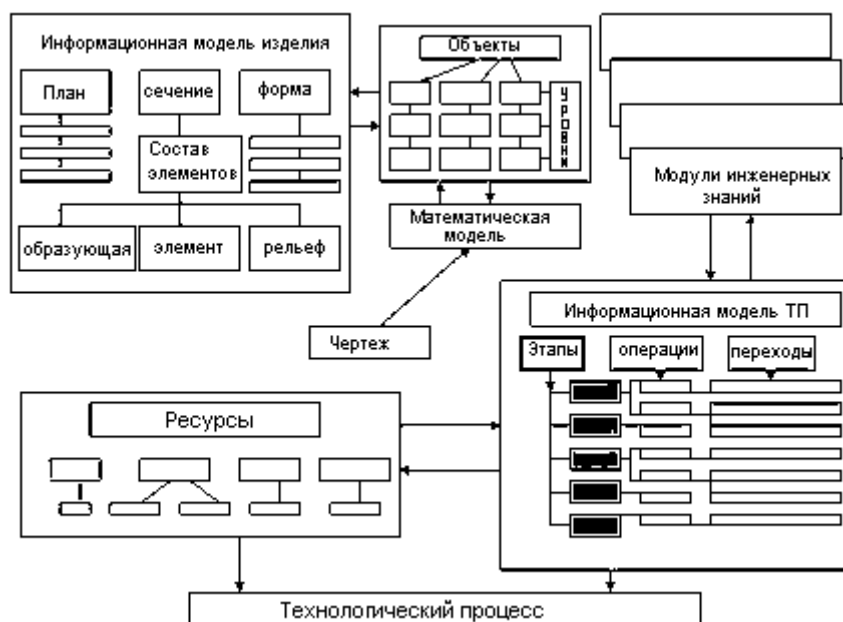 Информационная модель изделия
План
сечение
форма
Состав
элементов
образующая
элемент
рельеф
Объекты
УРОВНИ
Математическая
модель
Чертеж
Модули инженерных
знаний
Информационная модель ТП
Этапы
операции
переходы
Ресурсы
Технологический процесс